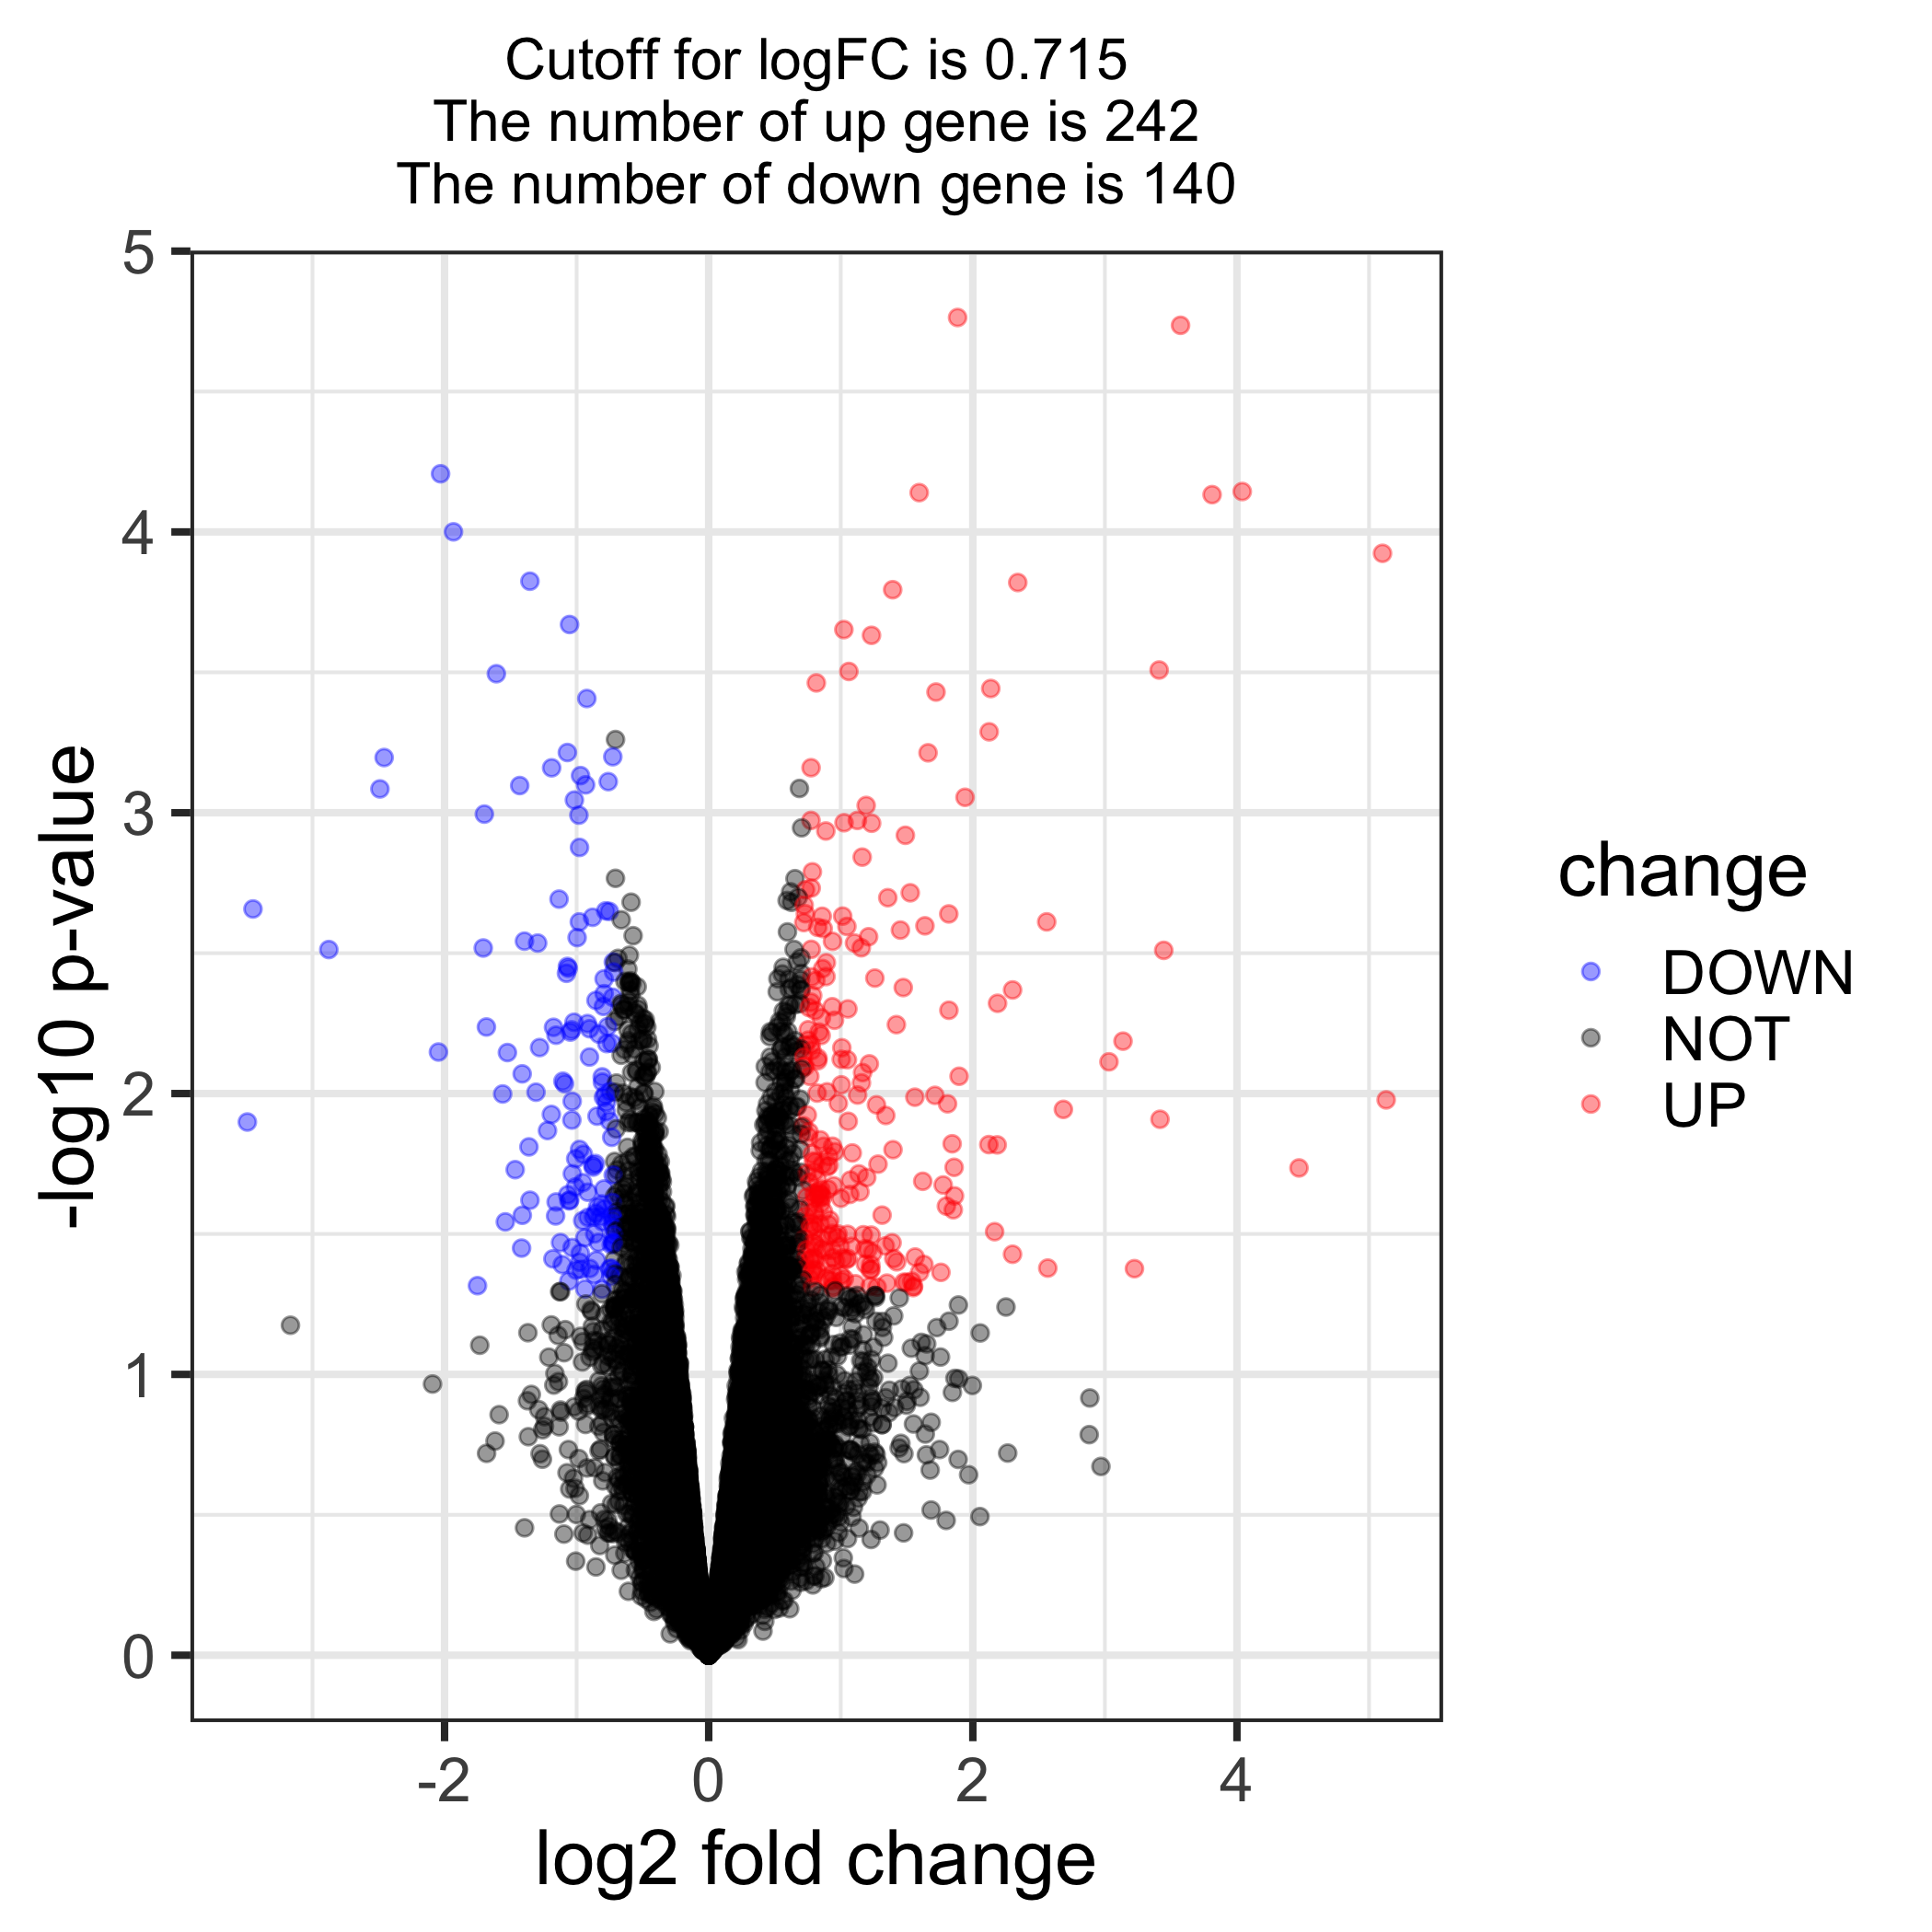 Cutoff for logFC is 0.715
The number of up gene is 242
The number of down gene is 140
5
4
3
2
1
0
-log10 p-value
-2 0 2 4
log2 fold change
change
DOWN
NOT
UP